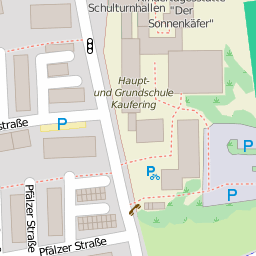 Schulturnhallen
"Der
Sonnenkäfer"
Haupt-
und Grundschule
Kaufering
straße
P
P
P
P
Pfälzer Straße
Pfälzer Straße